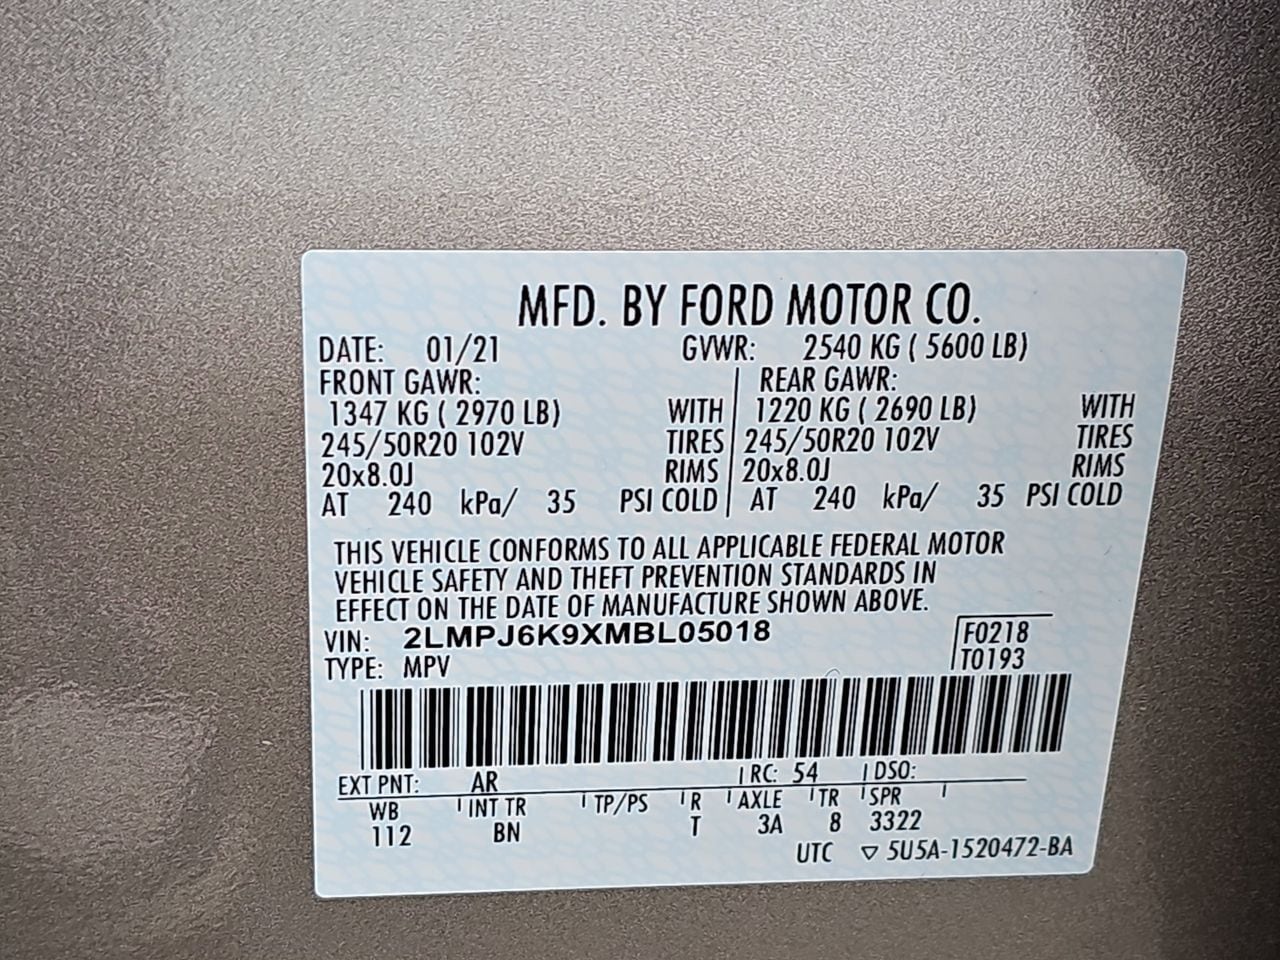 MFD. BY FORD MOTOR CO.
DATE: 01/21 GVWR: 2540 KG ( 5600 LB)
FRONT GAWR: REAR GAWR:
1347 KG ( 2970 LB) WITH 1220 KG ( 2690 LB) WITH
245/50R20 102V TIRES 245/50R20 102V TIRES
20x8.0J RIMS 20x8.0J RIMS
AT 240 kPa/ 35 PSI COLD AT 240 kPa/ 35 PSI COLD
THIS VEHICLE CONFORMS TO ALL APPLICABLE FEDERAL MOTOR
VEHICLE SAFETY AND THEFT PREVENTION STANDARDS IN
EFFECT ON THE DATE OF MANUFACTURE SHOWN ABOVE.
VIN: 2LMPJ6K9XMBL05018 F0218
TYPE: MPV T0193
EXT PNT: AR RC: 54 DSO:
WB INT TR TP/PS R AXLE TR SPR
112 BN T 3A 8 3322
UTC ▽ 5U5A-1520472-BA